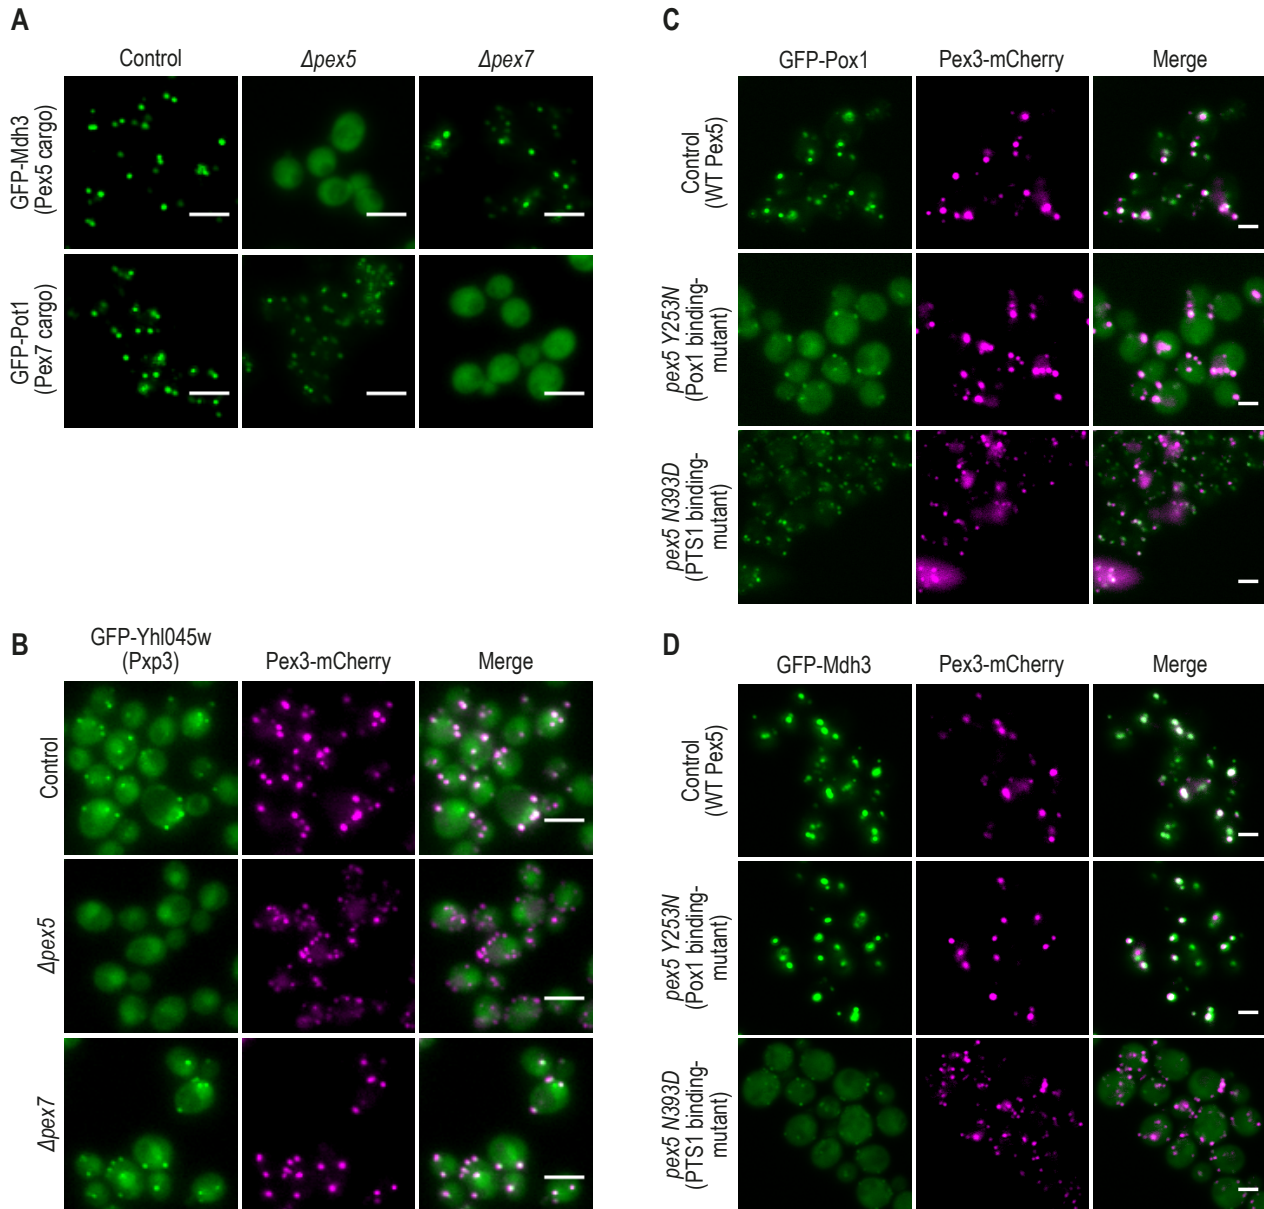 A
Control
Δpex5
Δpex7
GFP-Mdh3
(Pex5 cargo)
GFP-Pot1
(Pex7 cargo)
B
GFP-Yhl045w
(Pxp3)
Pex3-mCherry
Merge
Control
Δpex5
Δpex7
C
GFP-Pox1
Pex3-mCherry
Merge
Control
(WT Pex5)
pex5 Y253N
(Pox1 binding-
mutant)
pex5 N393D
(PTS1 binding-
mutant)
D
GFP-Mdh3
Pex3-mCherry
Merge
Control
(WT Pex5)
pex5 Y253N
(Pox1 binding-
mutant)
pex5 N393D
(PTS1 binding-
mutant)